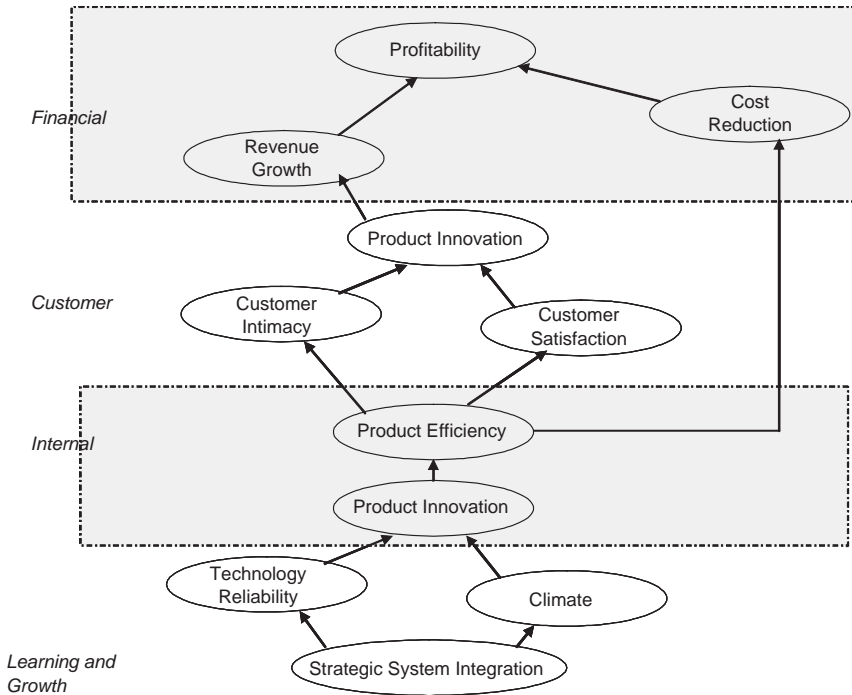 Profitability
Financial
Cost
Reduction
Revenue
Growth
Product Innovation
Customer
Customer
Intimacy
Customer
Satisfaction
Product Efficiency
Internal
Product Innovation
Technology
Reliability
Climate
Strategic System Integration
Learning and
Growth